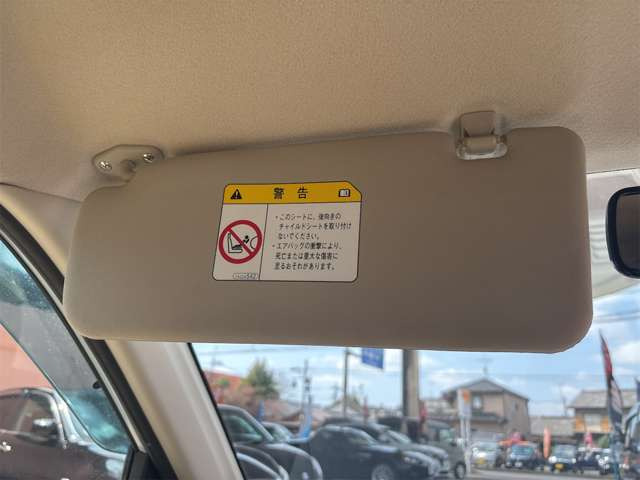 警告
・このシートに、後向きの
チャイルドシートを取り付け
ないでください。
・エアバッグの衝撃により、
死亡または重大な傷害に
至るおそれがあります。